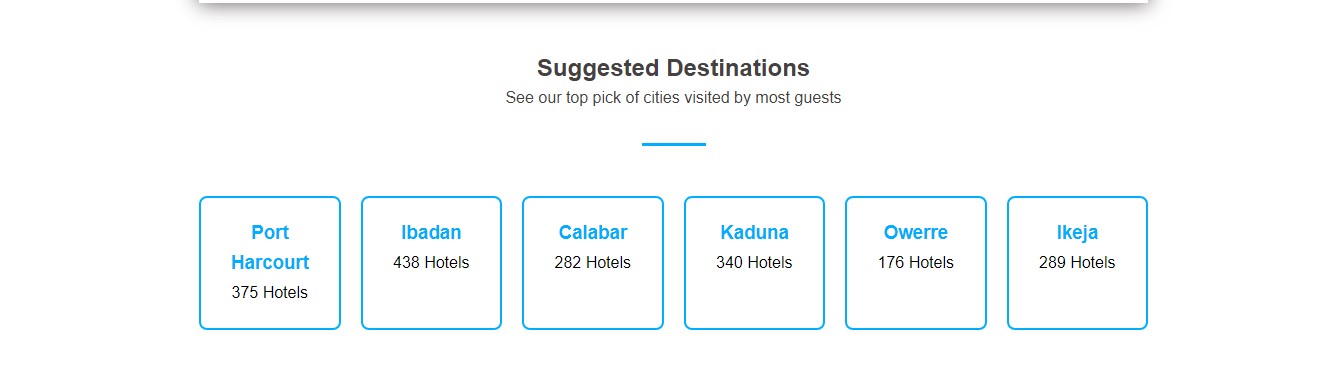 Suggested Destinations
See our top pick of cities visited by most guests
Port
Harcourt
375 Hotels
Ibadan
438 Hotels
Calabar
282 Hotels
Kaduna
340 Hotels
Owerre
176 Hotels
Ikeja
289 Hotels